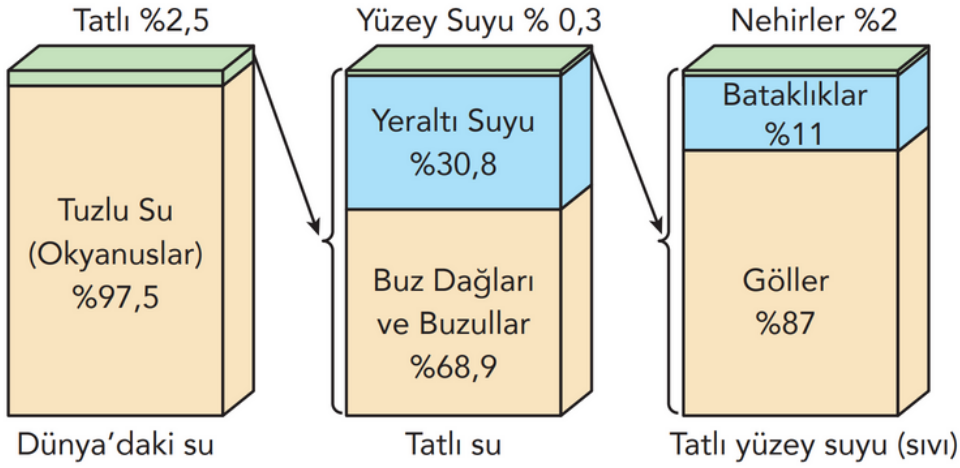 Tatlı %2,5
Tuzlu Su
(Okyanuslar)
%97,5
Dünya’daki su
Yüzey Suyu % 0,3
Yeraltı Suyu
%30,8
Buz Dağları
ve Buzullar
%68,9
Tatlı su
Nehirler %2
Bataklıklar
%11
Göller
%87
Tatlı yüzey suyu (sıvı)